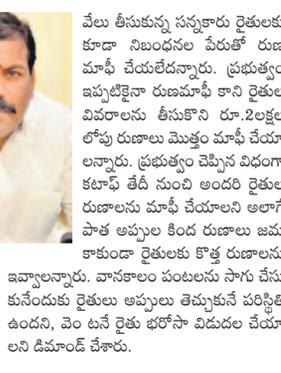 వేలు తీసుకున్న సన్నకారు రైతులకు
కూడా నిబంధనల పేరుతో రుణ
మాఫీ చేయలేదన్నారు. ప్రభుత్వం
ఇప్పటికైనా రుణమాఫీ కాని రైతుల
వివరాలను తీసుకొని రూ.2లక్షల
లోపు రుణాలు మొత్తం మాఫీ చేయా
లన్నారు. ప్రభుత్వం చెప్పిన విధంగా
కటాఫ్ తేదీ నుంచి అందరి రైతుల
రుణాలను మాఫీ చేయాలని అలాగే
పాత అప్పుల కింద రుణాలు జమ
కాకుండా రైతులకు కొత్త రుణాలను
ఇవ్వాలన్నారు. వానకాలం పంటలను సాగు చేసు
కునేందుకు రైతులు అప్పులు తెచ్చుకునే పరిస్థితి
ఉందని, వెం టనే రైతు భరోసా విడుదల చేయా
లని డిమాండ్ చేశారు.